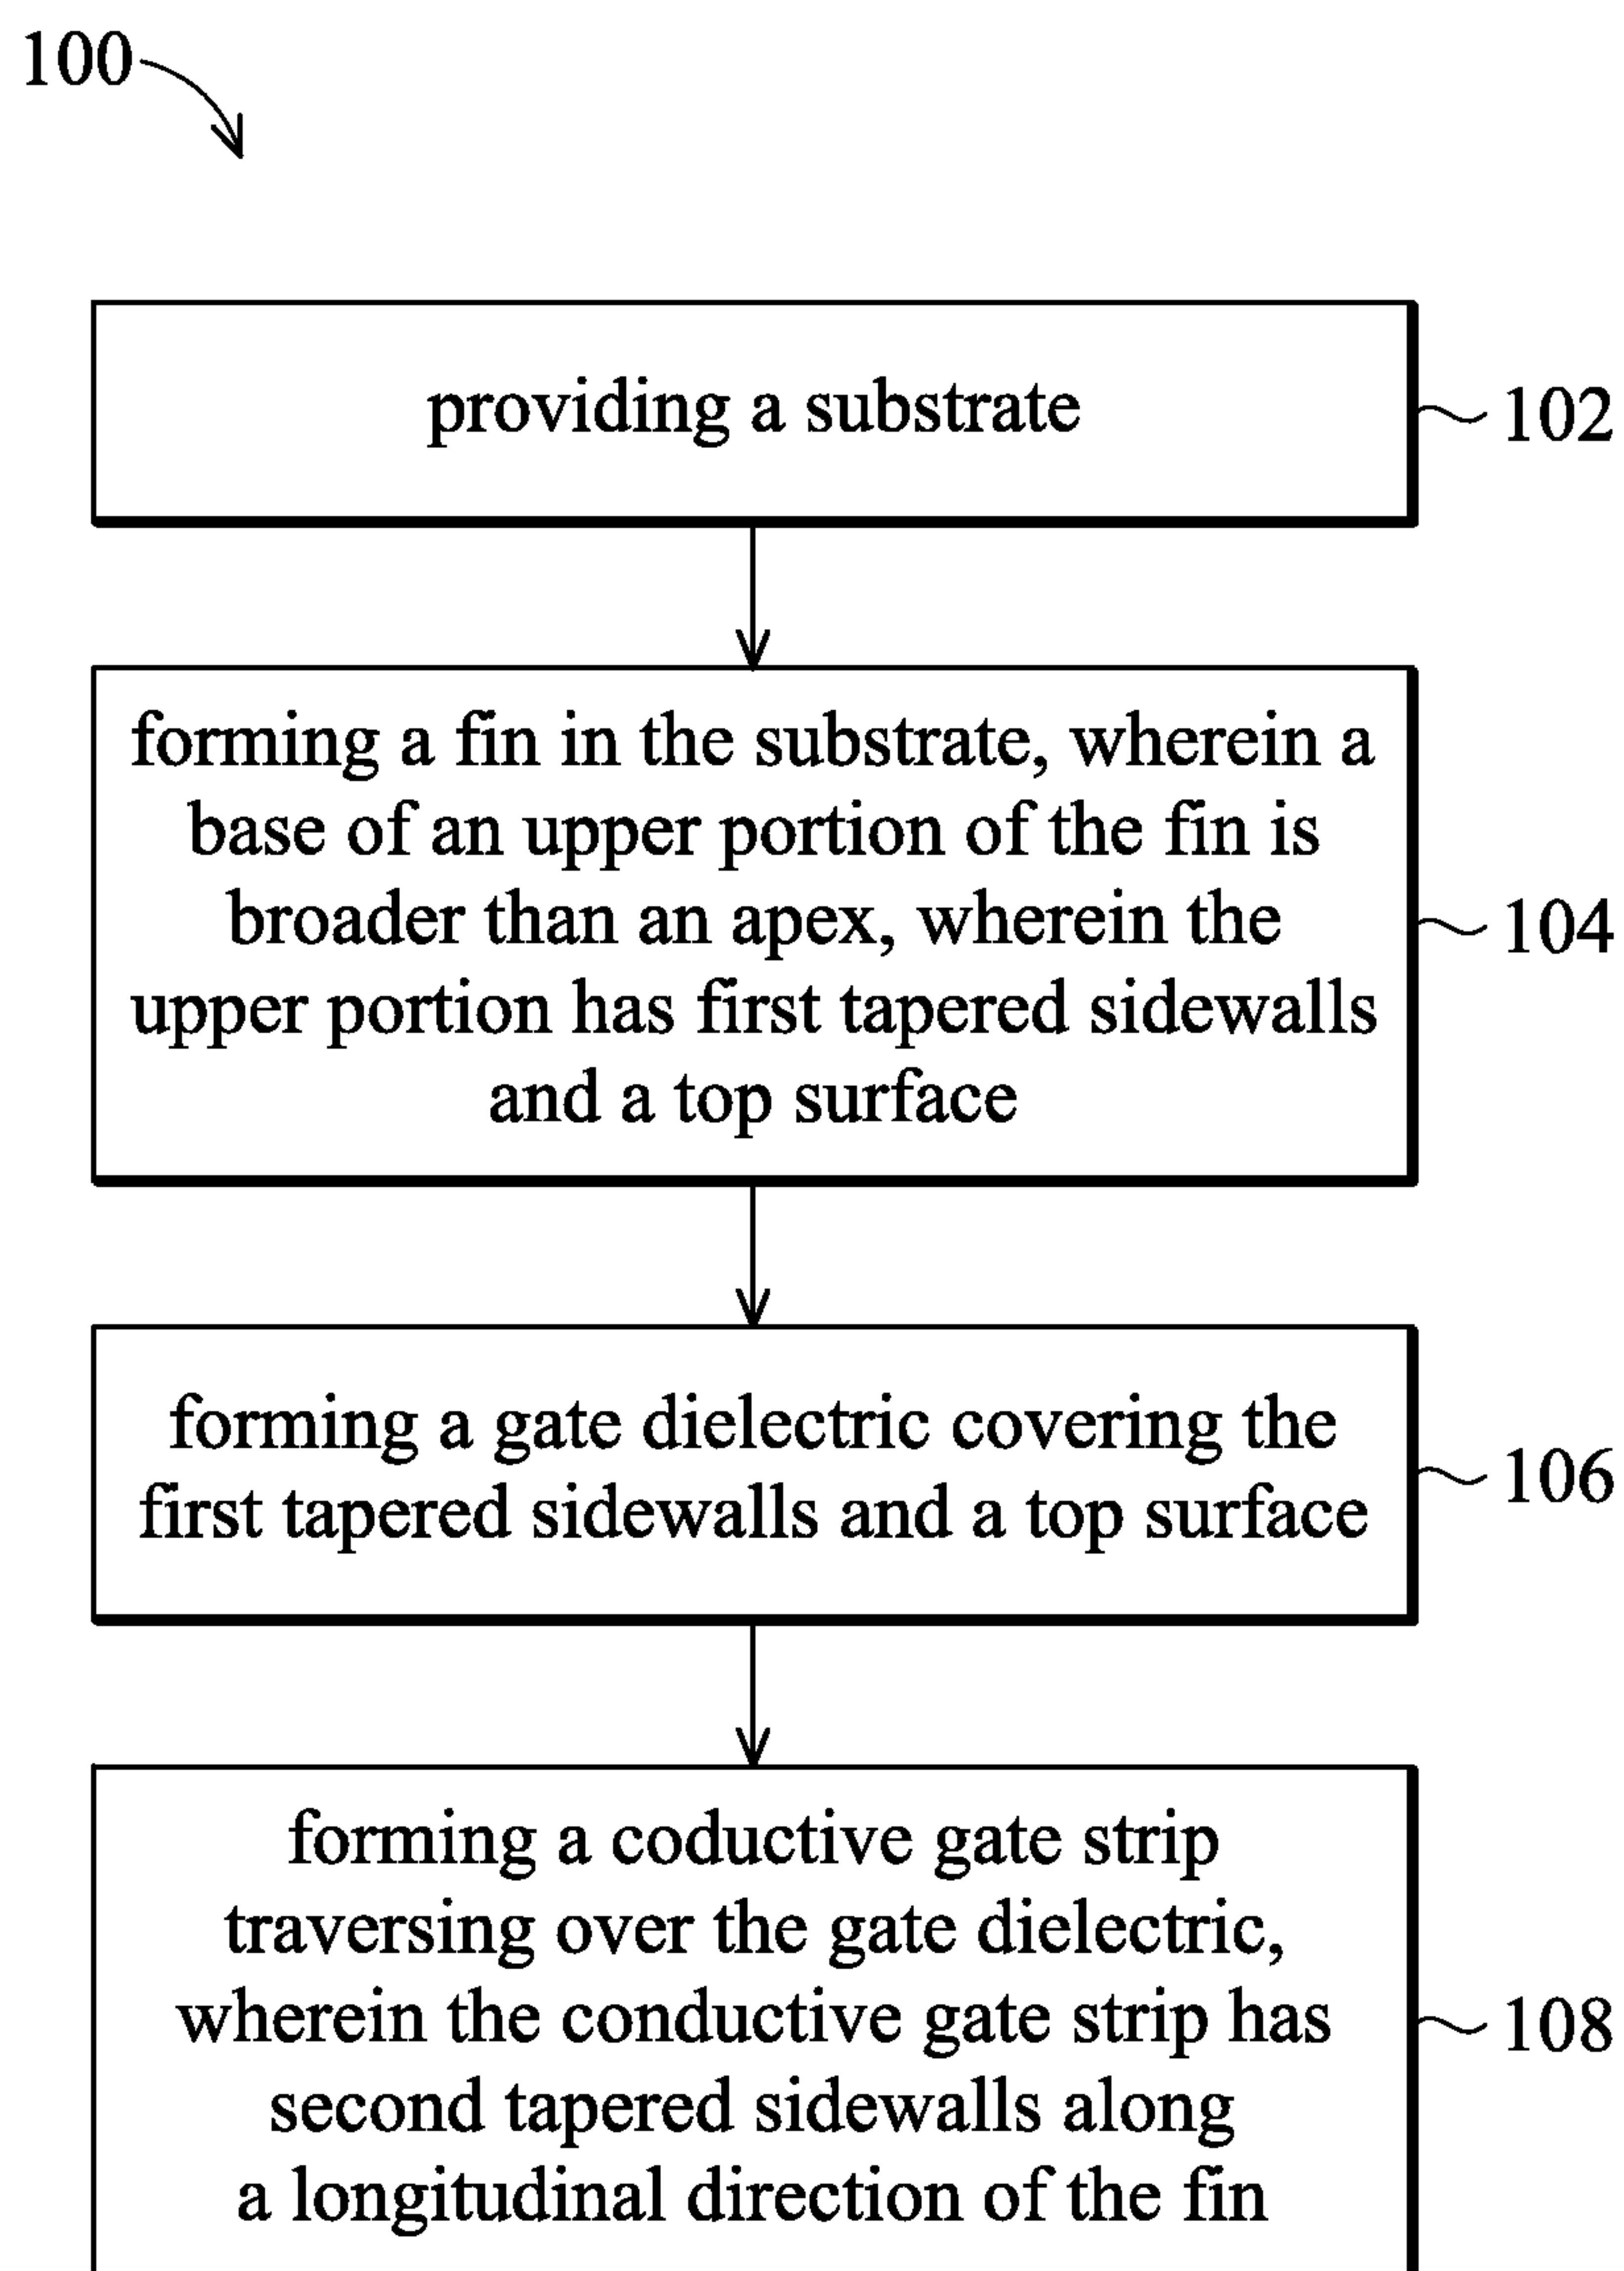 100
providing a substrate
102
forming a fin in the substrate, wherein a
base of an upper portion of the fin is
broader than an apex, wherein the
upper portion has first tapered sidewalls
and a top surface
104
forming a gate dielectric covering the
first tapered sidewalls and a top surface
106
forming a coductive gate strip
traversing over the gate dielectric,
wherein the conductive gate strip has
second tapered sidewalls along
a longitudinal direction of the fin
108